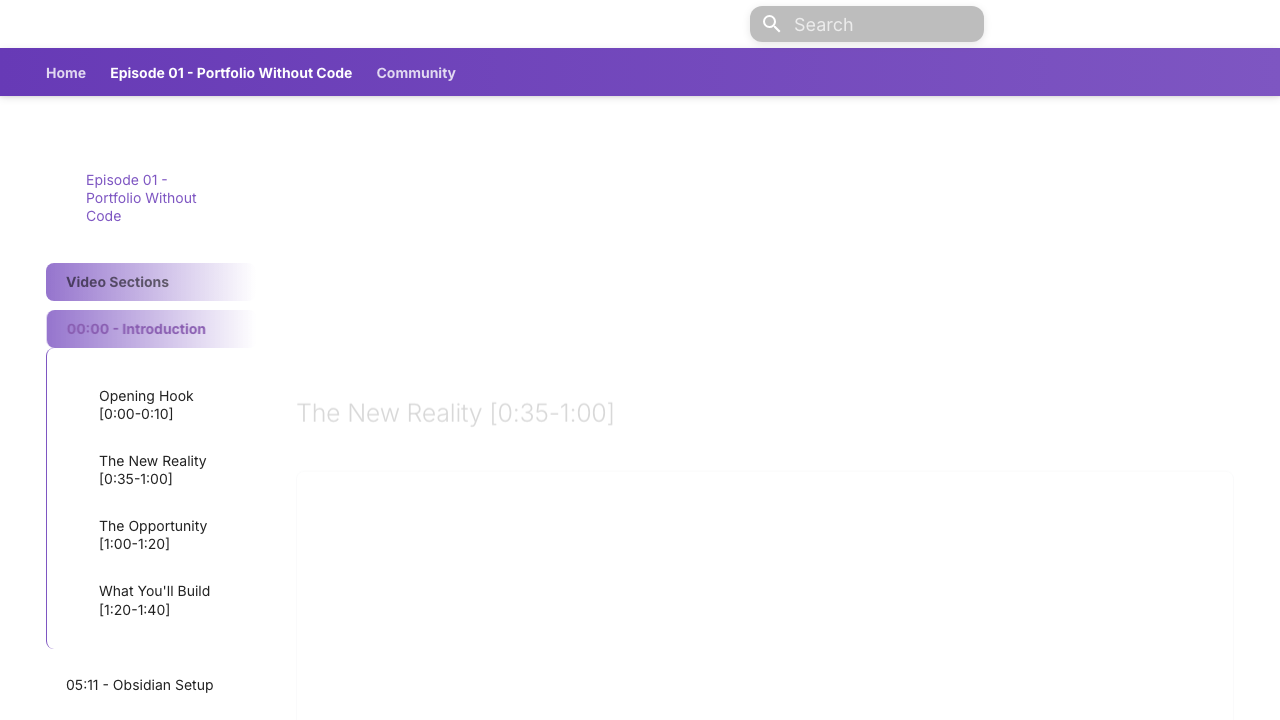 Search
Home
Episode 01 - Portfolio Without Code
Community
Episode 01 -
Portfolio Without
Code
Video Sections
00:00 - Introduction
Opening Hook
[0:00-0:10]
The New Reality
[0:35-1:00]
The Opportunity
[1:00-1:20]
What You'll Build
[1:20-1:40]
05:11 - Obsidian Setup
The New Reality [0:35-1:00]